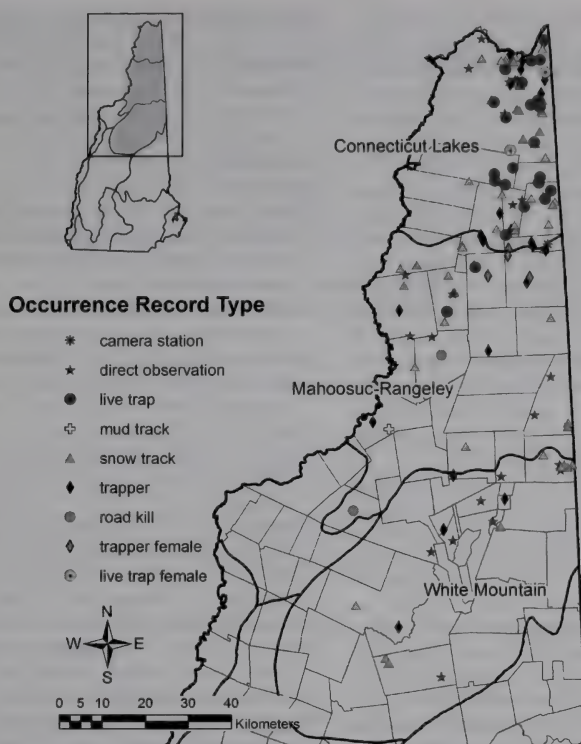 Connecticut Lakes
Occurrence Record Type
camera station
direct observation
live trap
mud track
snow track
trapper
road kill
trapper female
live trap female
Mahoosuc-Rangeley
White Mountain
N
W E
S
0 5 10 20 30 40
Kilometers